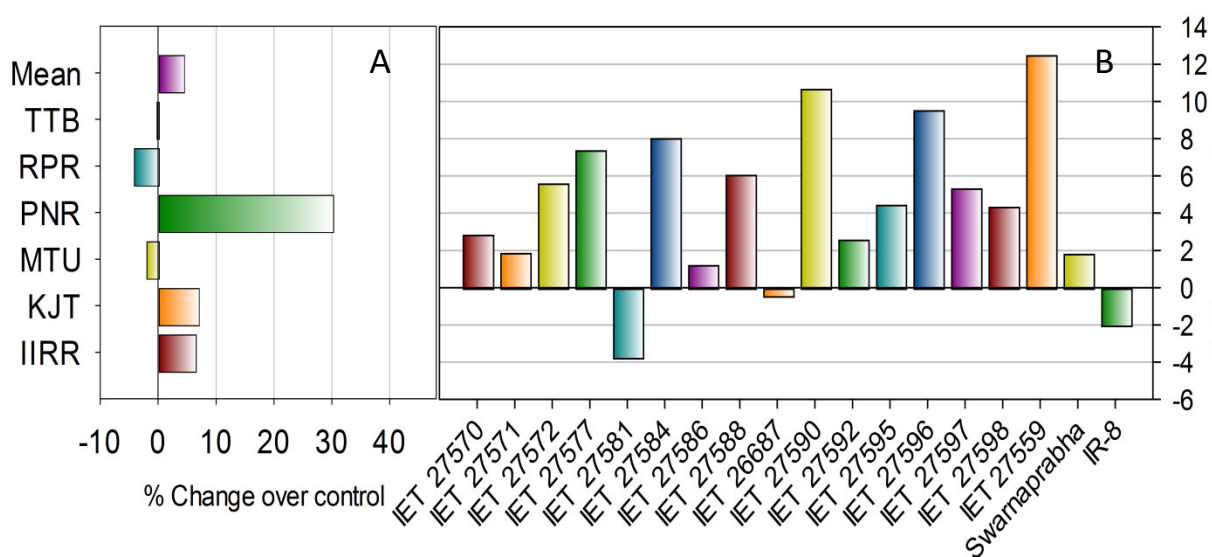 A
Mean
TTB
RPR
PNR
MTU
KJT
IIRR
-10 0 10 20 30 40
% Change over control
B
14
12
10
8
6
4
2
0
-2
-4
-6
IET 27570
IET 27571
IET 27572
IET 27577
IET 27581
IET 27584
IET 27586
IET 27588
IET 26687
IET 27590
IET 27592
IET 27595
IET 27596
IET 27597
IET 27598
IET 27559
Swarnaprabha
IR-8